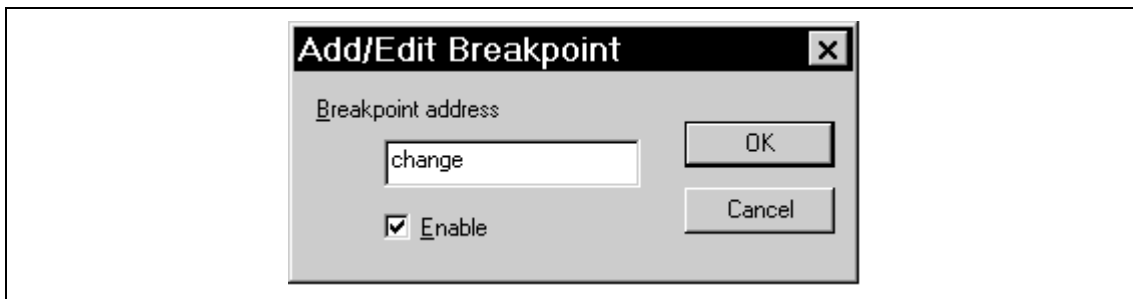 Add/Edit Breakpoint
Breakpoint address
change
OK
Enable
Cancel